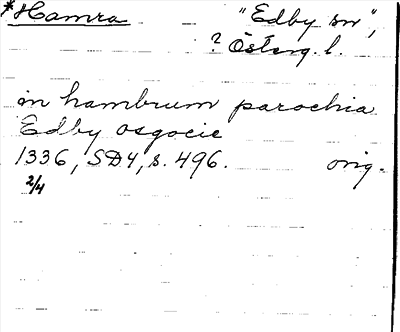 *Hamra "Edby sn",
? Österg. l.
in hambrum parochia
Edby osgocie
1336, SD4, s. 496. orig.
2/4